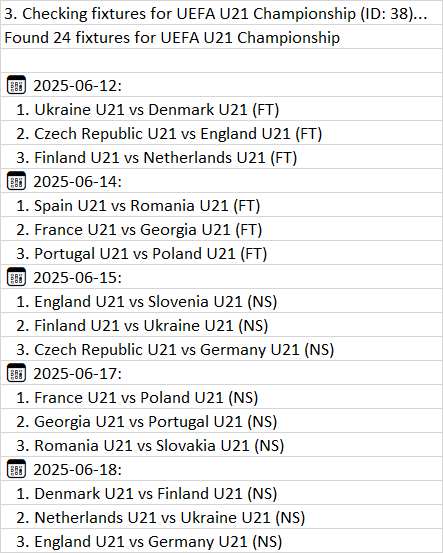 3. Checking fixtures for UEFA U21 Championship (ID: 38)...
Found 24 fixtures for UEFA U21 Championship
2025-06-12:
1. Ukraine U21 vs Denmark U21 (FT)
2. Czech Republic U21 vs England U21 (FT)
3. Finland U21 vs Netherlands U21 (FT)
2025-06-14:
1. Spain U21 vs Romania U21 (FT)
2. France U21 vs Georgia U21 (FT)
3. Portugal U21 vs Poland U21 (FT)
2025-06-15:
1. England U21 vs Slovenia U21 (NS)
2. Finland U21 vs Ukraine U21 (NS)
3. Czech Republic U21 vs Germany U21 (NS)
2025-06-17:
1. France U21 vs Poland U21 (NS)
2. Georgia U21 vs Portugal U21 (NS)
3. Romania U21 vs Slovakia U21 (NS)
2025-06-18:
1. Denmark U21 vs Finland U21 (NS)
2. Netherlands U21 vs Ukraine U21 (NS)
3. England U21 vs Germany U21 (NS)